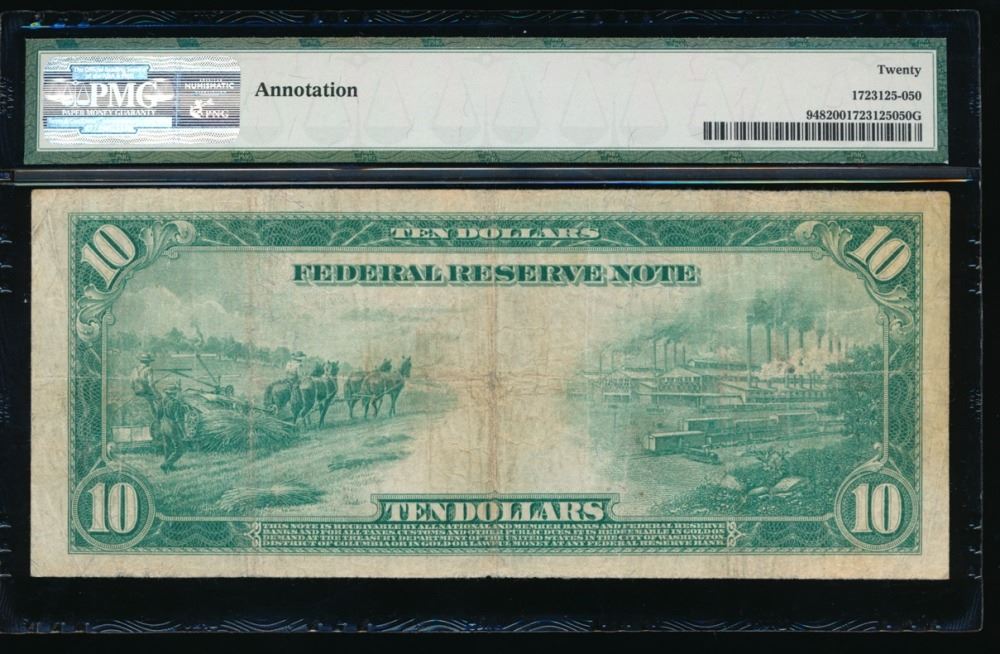 PMG
PAPER MONEY GUARANTY
NUMISMATIC
PNG
Annotation
Twenty
1723125-050
9482001723125050G
10
TEN DOLLARS
10
FEDERAL RESERVE NOTE
10
TEN DOLLARS
10
THIS NOTE IS RECEIVABLE BY ALL NATIONAL AND MEMBER BANKS AND FEDERAL RESERVE
BANKS AND FOR ALL TAXES, CUSTOMS AND OTHER PUBLIC DUES. IT IS REDEEMABLE IN GOLD ON
DEMAND AT THE TREASURY DEPARTMENT OF THE UNITED STATES IN THE CITY OF WASHINGTON,
DISTRICT OF COLUMBIA OR IN GOLD OR LAWFUL MONEY AT ANY FEDERAL RESERVE BANK.